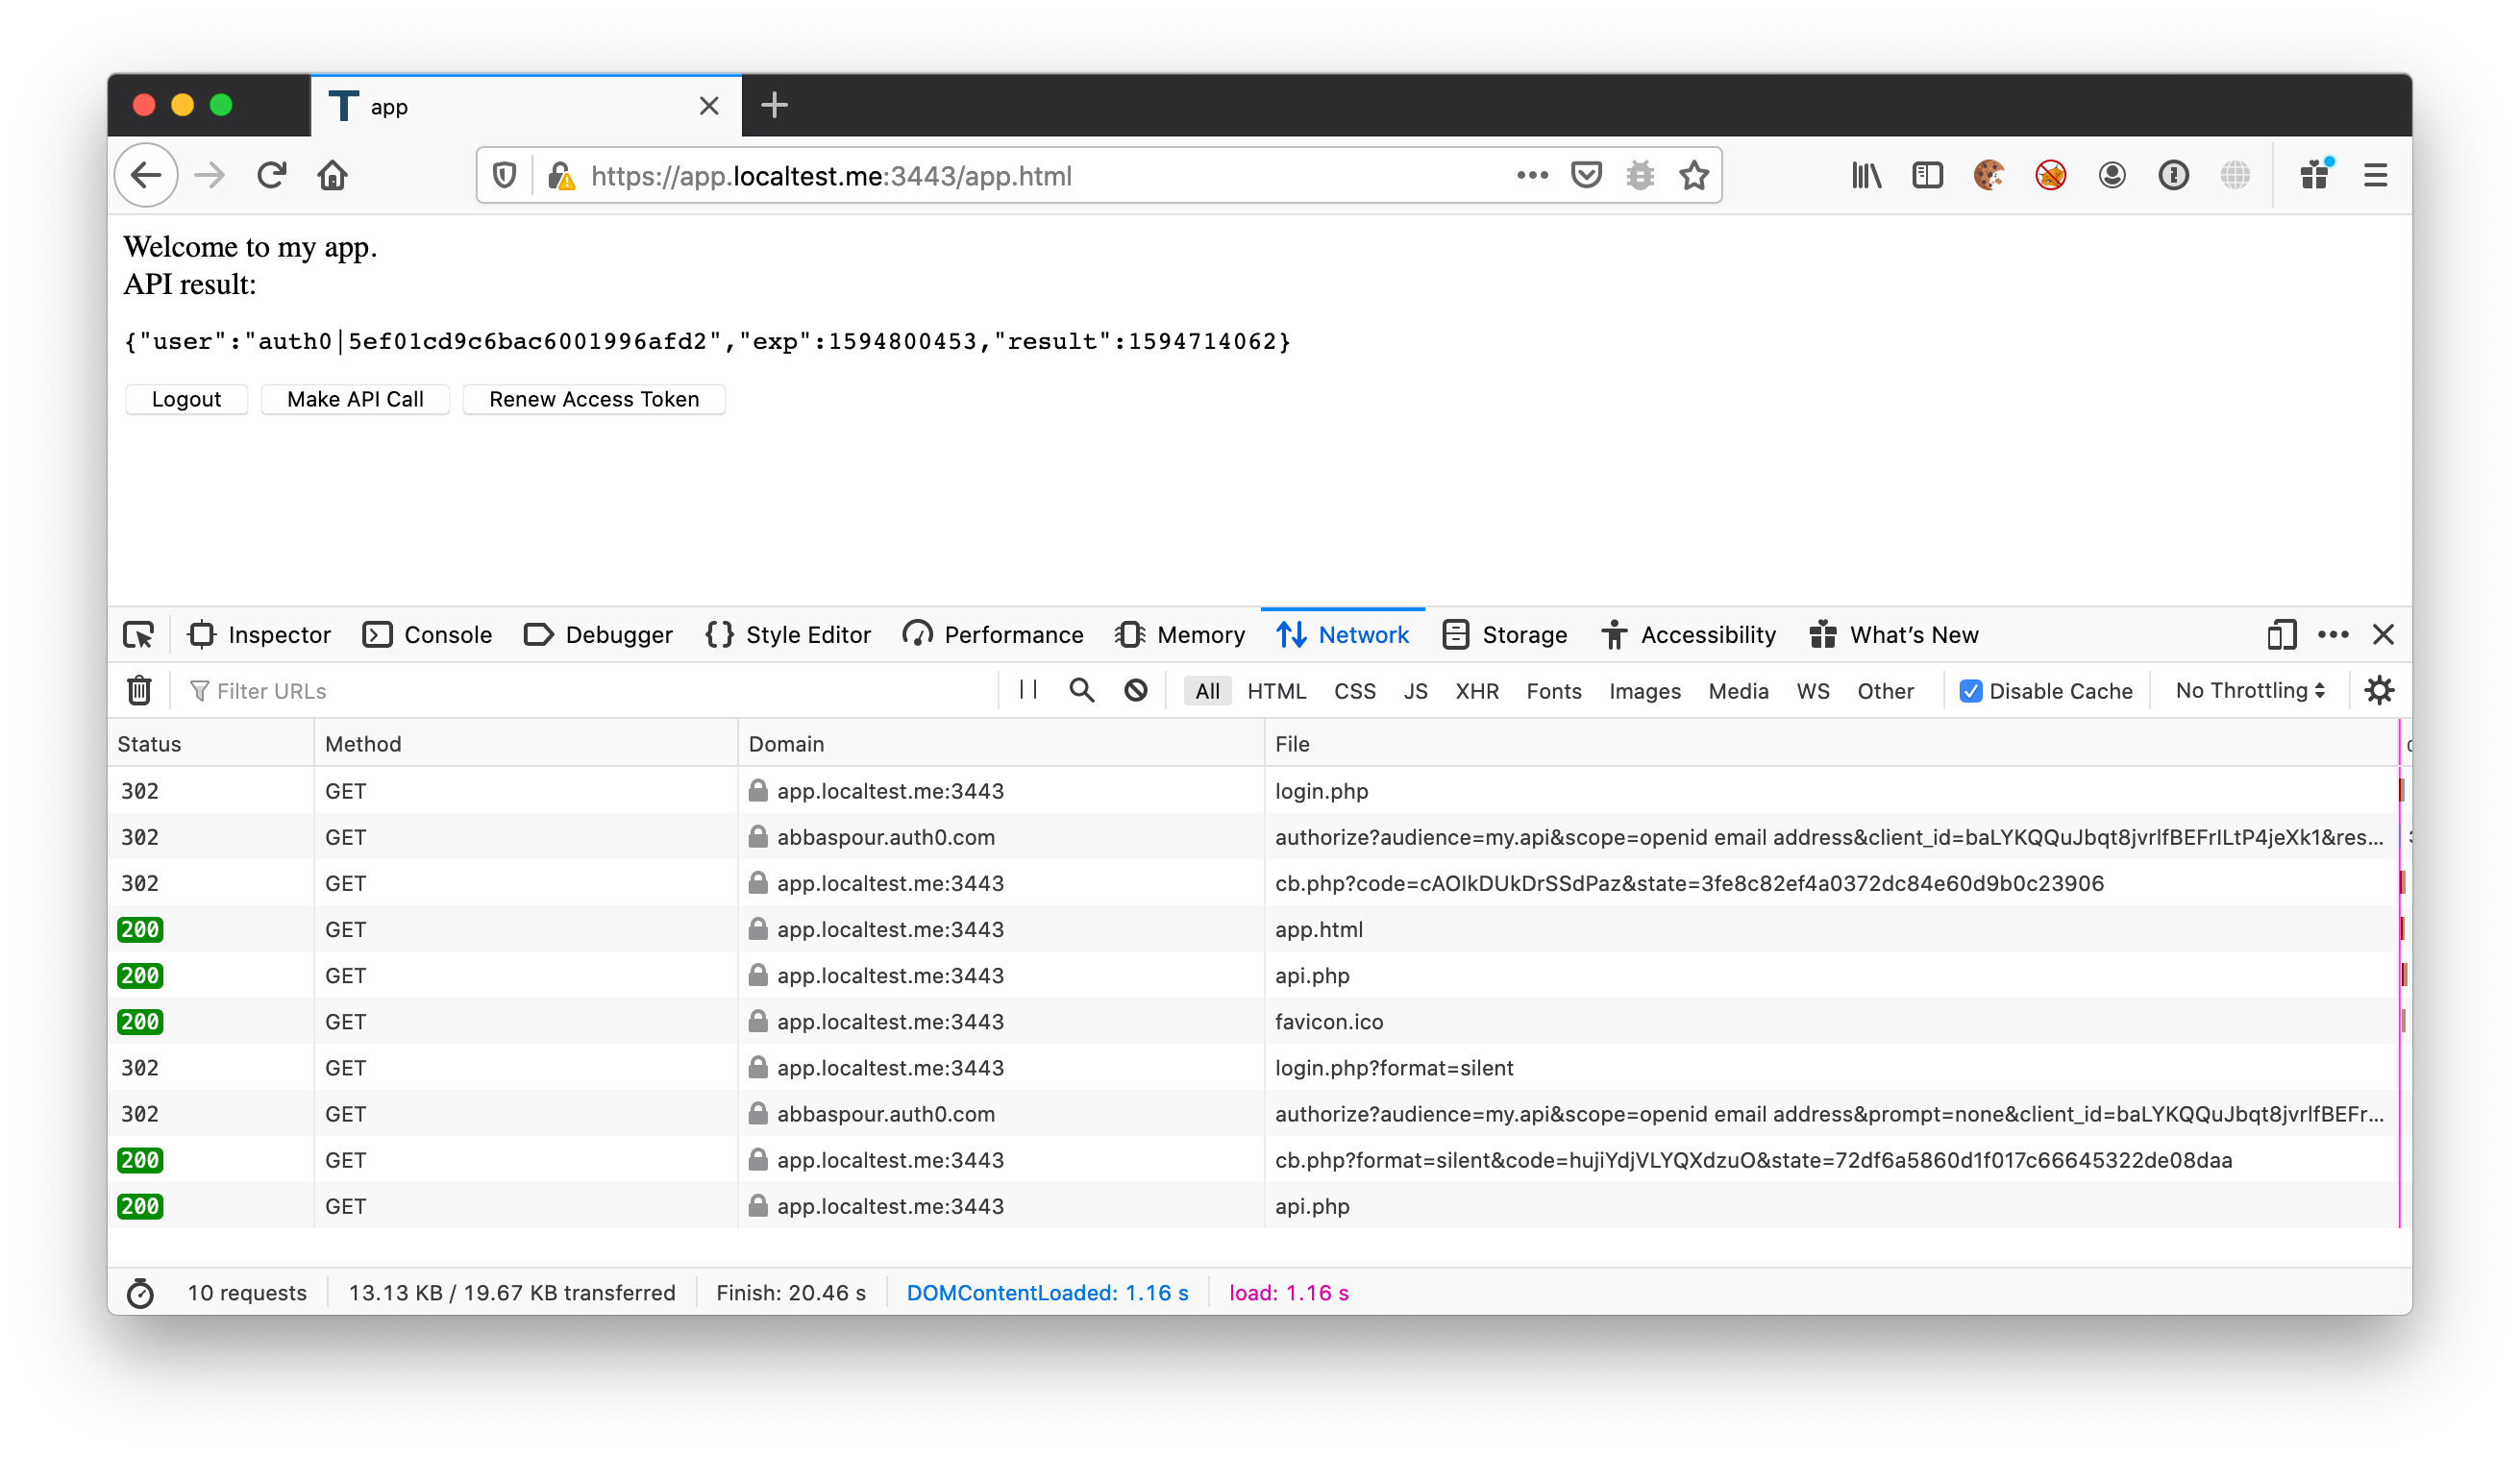 T app
https://app.localtest.me:3443/app.html
Welcome to my app.
API result:
{"user":"auth0|5ef01cd9c6bac6001996afd2","exp":1594800453,"result":1594714062}
Logout Make API Call Renew Access Token
Inspector Console Debugger Style Editor Performance Memory Network Storage Accessibility What's New
Filter URLs All HTML CSS JS XHR Fonts Images Media WS Other Disable Cache No Throttling
Status Method Domain File
302 GET app.localtest.me:3443 login.php
302 GET abbaspour.auth0.com authorize?audience=my.api&scope=openid email address&client_id=baLYKQQuJbqt8jvrlfBEFrILtP4jeXk1&res...
302 GET app.localtest.me:3443 cb.php?code=cAOIkDUkDrSSdPaz&state=3fe8c82ef4a0372dc84e60d9b0c23906
200 GET app.localtest.me:3443 app.html
200 GET app.localtest.me:3443 api.php
200 GET app.localtest.me:3443 favicon.ico
302 GET app.localtest.me:3443 login.php?format=silent
302 GET abbaspour.auth0.com authorize?audience=my.api&scope=openid email address&prompt=none&client_id=baLYKQQuJbqt8jvrlfBEFr...
200 GET app.localtest.me:3443 cb.php?format=silent&code=hujiYdjVLYQXdzuO&state=72df6a5860d1f017c66645322de08daa
200 GET app.localtest.me:3443 api.php
10 requests 13.13 KB / 19.67 KB transferred Finish: 20.46 s DOMContentLoaded: 1.16 s load: 1.16 s